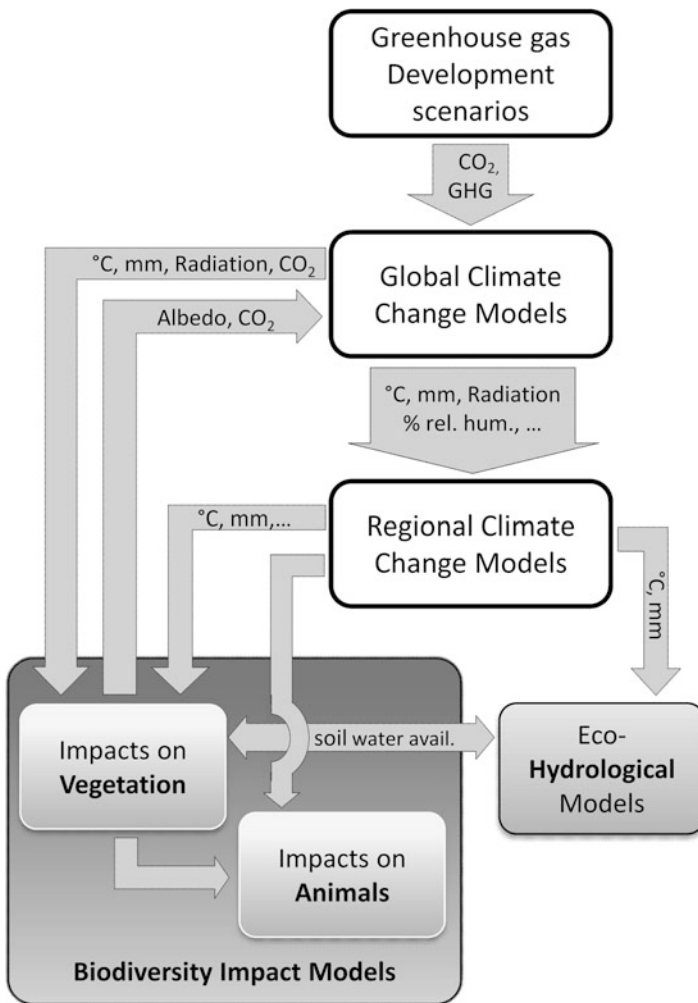 Greenhouse gas
Development
scenarios
CO₂,
GHG
°C, mm, Radiation, CO₂
Albedo, CO₂
Global Climate
Change Models
°C, mm, Radiation
% rel. hum., ...
°C, mm,...
Regional Climate
Change Models
°C, mm
Impacts on
Vegetation
soil water avail.
Eco-
Hydrological
Models
Impacts on
Animals
Biodiversity Impact Models